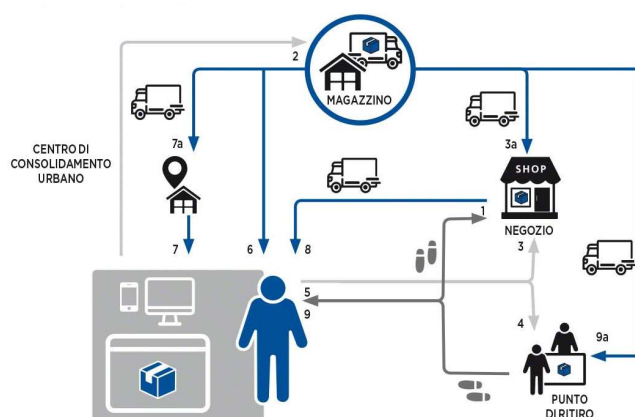 2
MAGAZZINO
7a
3a
CENTRO DI
CONSOLIDAMENTO
URBANO
SHOP
1
NEGOZIO
7
6
8
3
5
9
4
9a
PUNTO
DI RITIRO